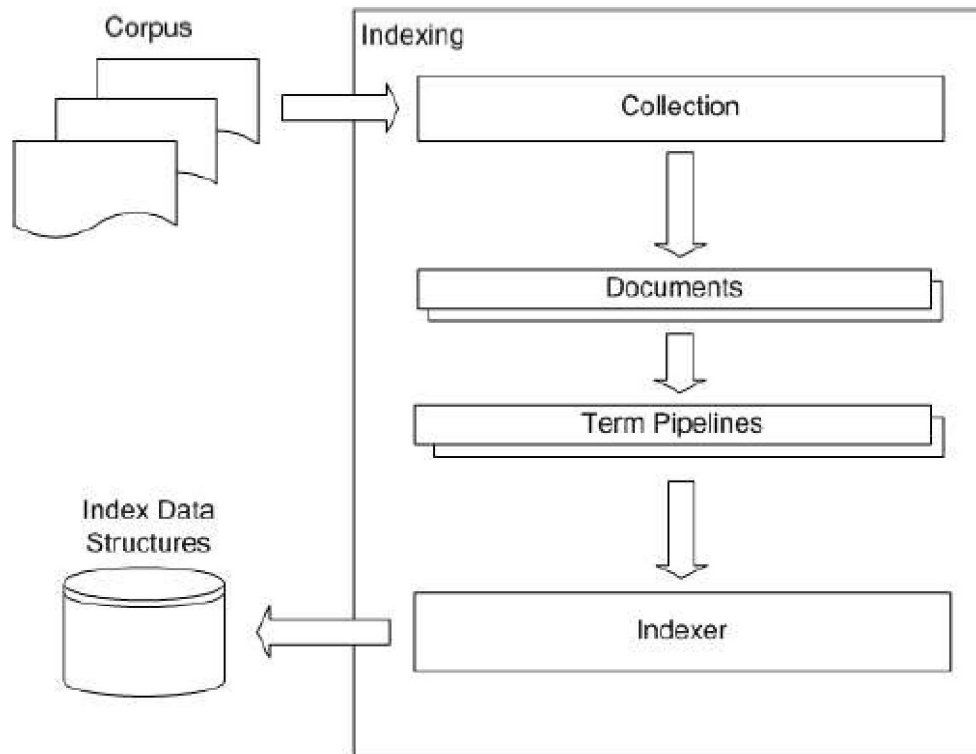 Corpus
Indexing
Collection
Documents
Term Pipelines
Index Data
Structures
Indexer